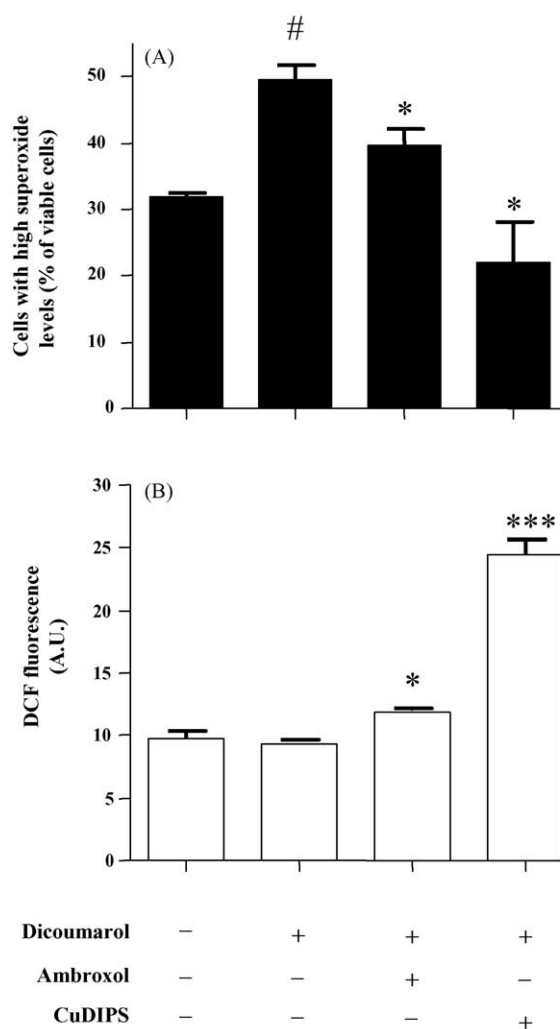 #
(A)
50
*
40
*
30
20
10
0
Cells with high superoxide
levels (% of viable cells)
30
(B)
***
25
20
15
*
10
5
0
DCF fluorescence
(A.U.)
Dicoumarol − + + +
Ambroxol − − + −
CuDIPS − − − +